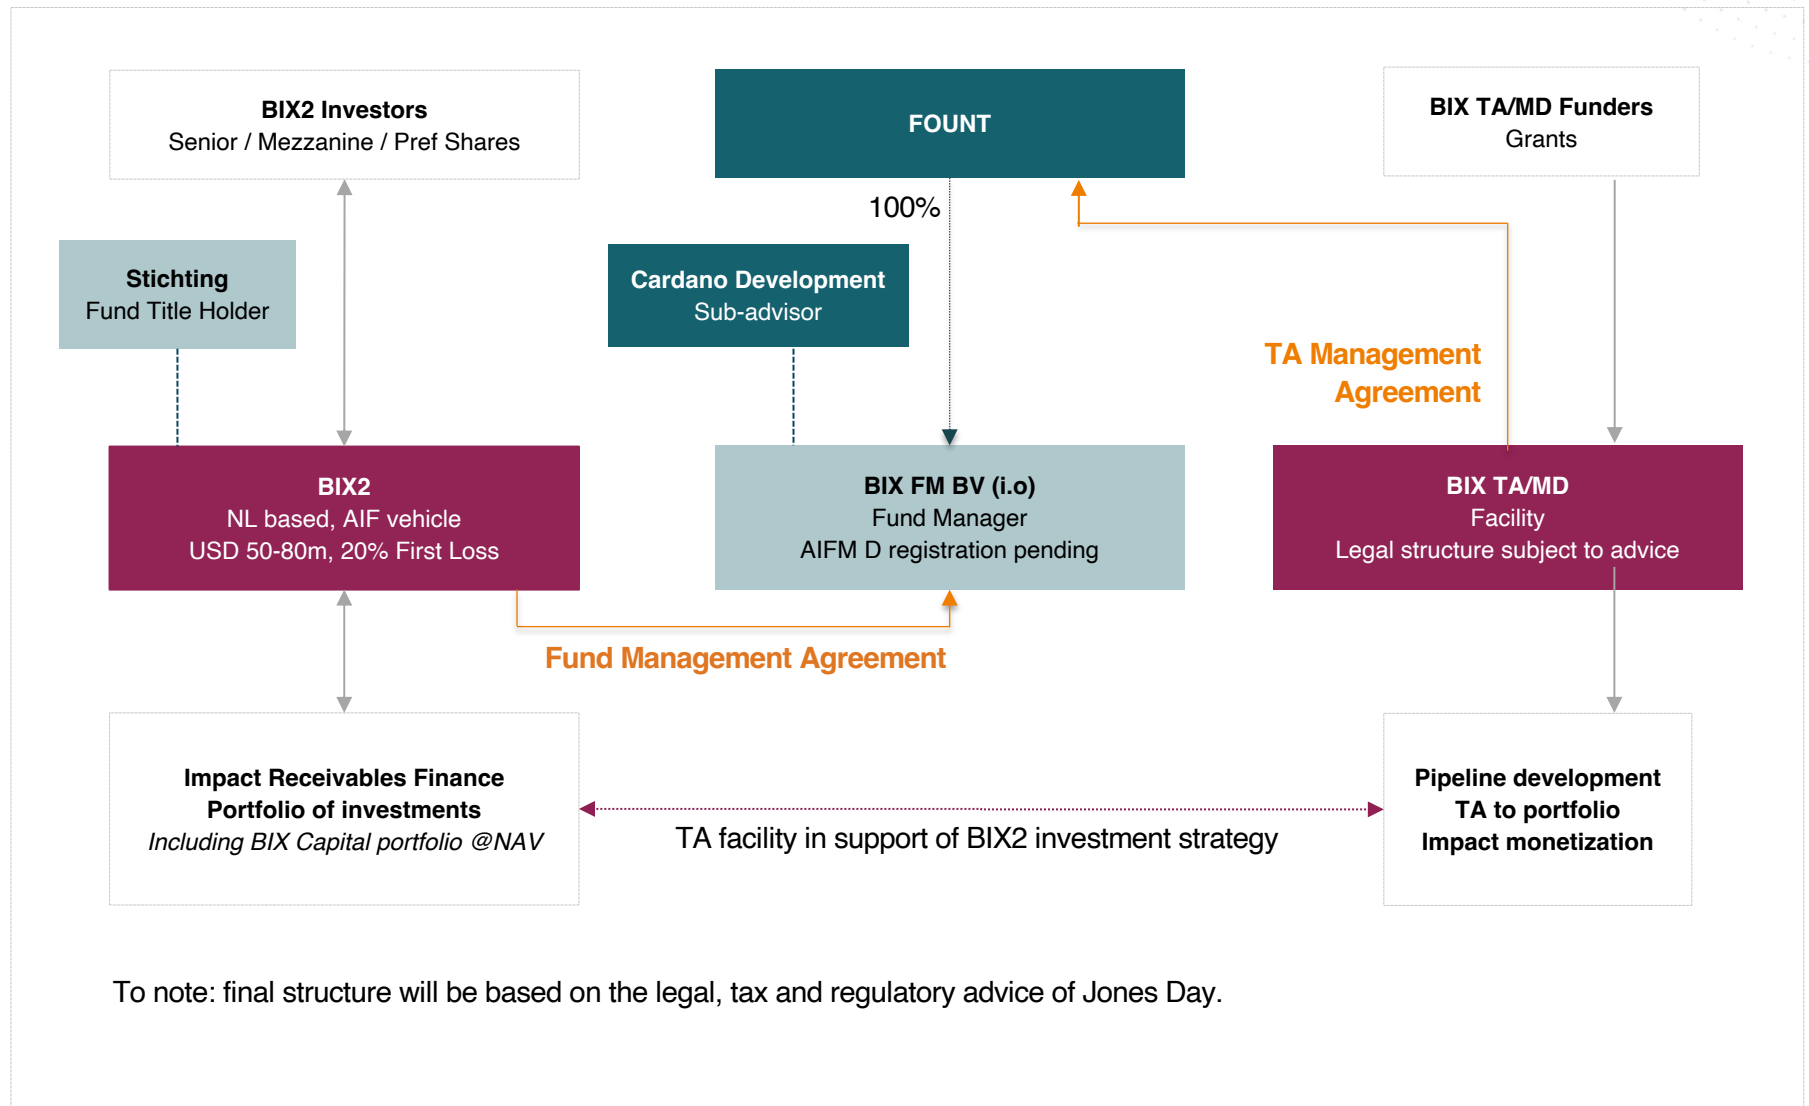 BIX2 Investors
Senior / Mezzanine / Pref Shares
FOUNT
BIX TA/MD Funders
Grants
100%
Stichting
Fund Title Holder
Cardano Development
Sub-advisor
TA Management
Agreement
BIX2
NL based, AIF vehicle
USD 50-80m, 20% First Loss
BIX FM BV (i.o)
Fund Manager
AIFM D registration pending
BIX TA/MD
Facility
Legal structure subject to advice
Fund Management Agreement
Impact Receivables Finance
Portfolio of investments
Including BIX Capital portfolio @NAV
TA facility in support of BIX2 investment strategy
Pipeline development
TA to portfolio
Impact monetization
To note: final structure will be based on the legal, tax and regulatory advice of Jones Day.